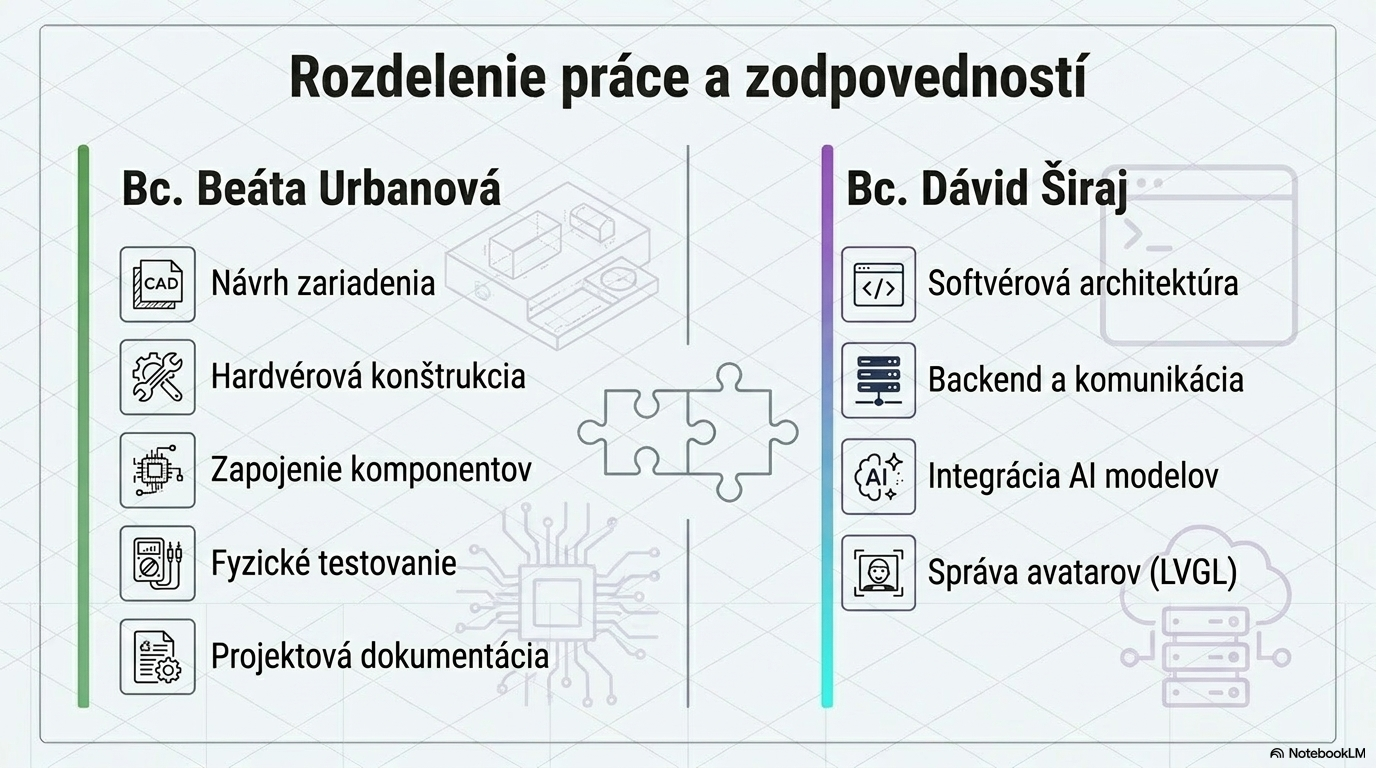 Rozdelenie práce a zodpovedností
Bc. Beáta Urbanová
CAD
Návrh zariadenia
Hardvérová konštrukcia
Zapojenie komponentov
Fyzické testovanie
Projektová dokumentácia
Bc. Dávid Širaj
</>
Softvérová architektúra
Backend a komunikácia
AI
Integrácia AI modelov
Správa avatarov (LVGL)
NotebookLM